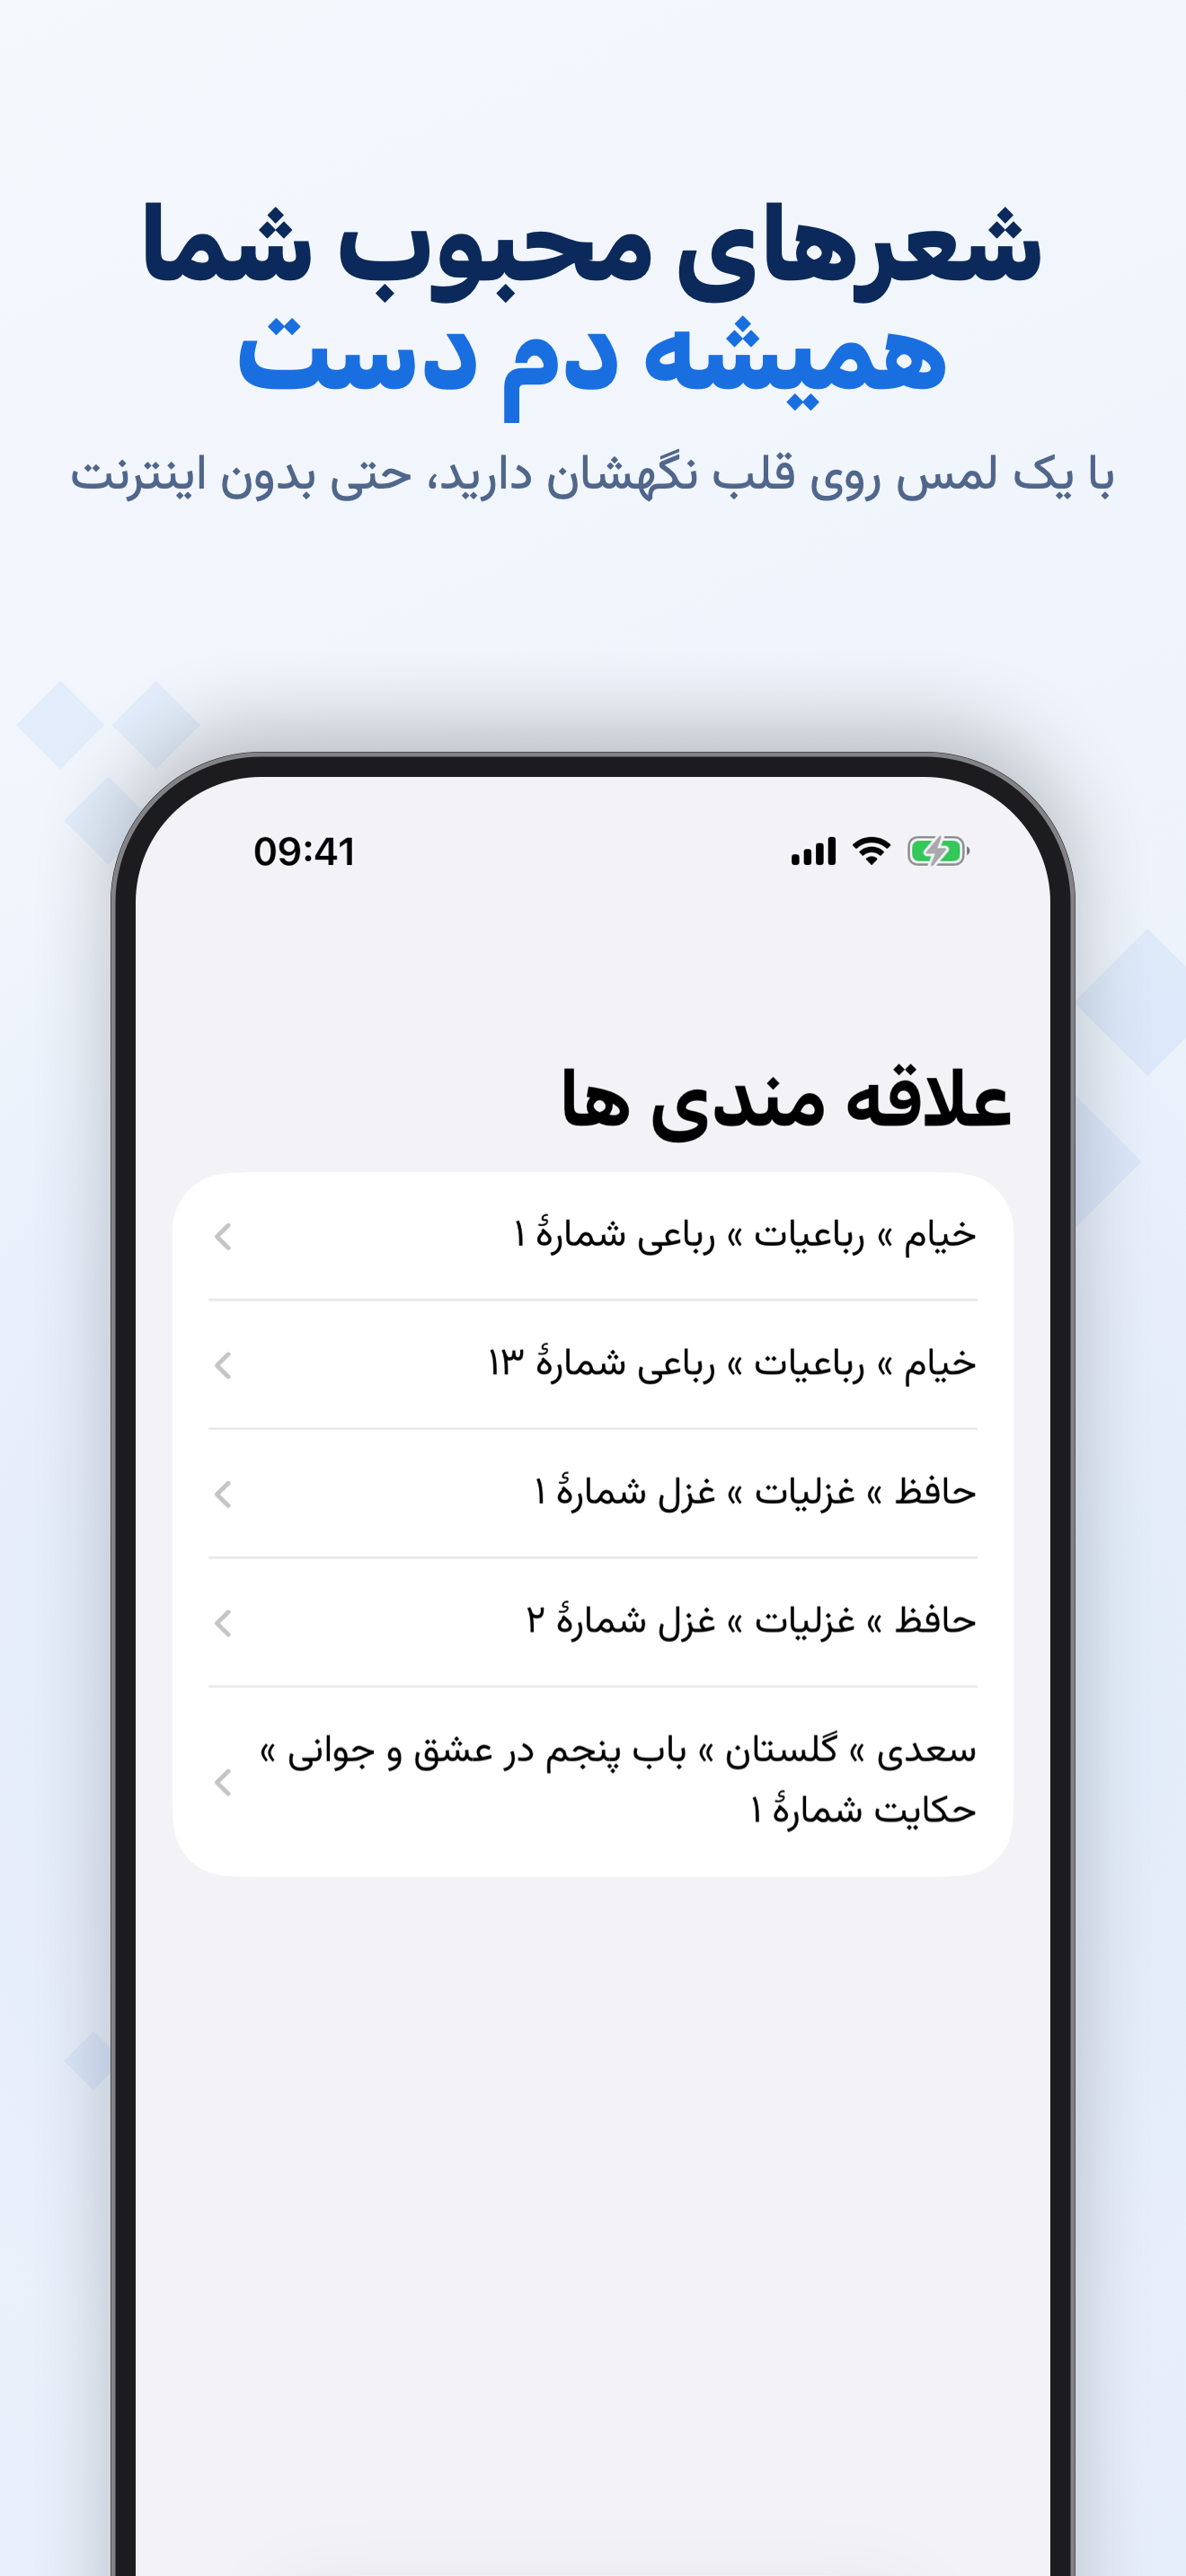 شعرهای محبوب شما
همیشه دم دست
با یک لمس روی قلب نگهشان دارید، حتی بدون اینترنت
09:41
علاقه مندی ها
خیام » رباعیات » رباعی شمارهٔ ۱
خیام » رباعیات » رباعی شمارهٔ ۱۳
حافظ » غزلیات » غزل شمارهٔ ۱
حافظ » غزلیات » غزل شمارهٔ ۲
سعدی » گلستان » باب پنجم در عشق و جوانی »
حکایت شمارهٔ ۱